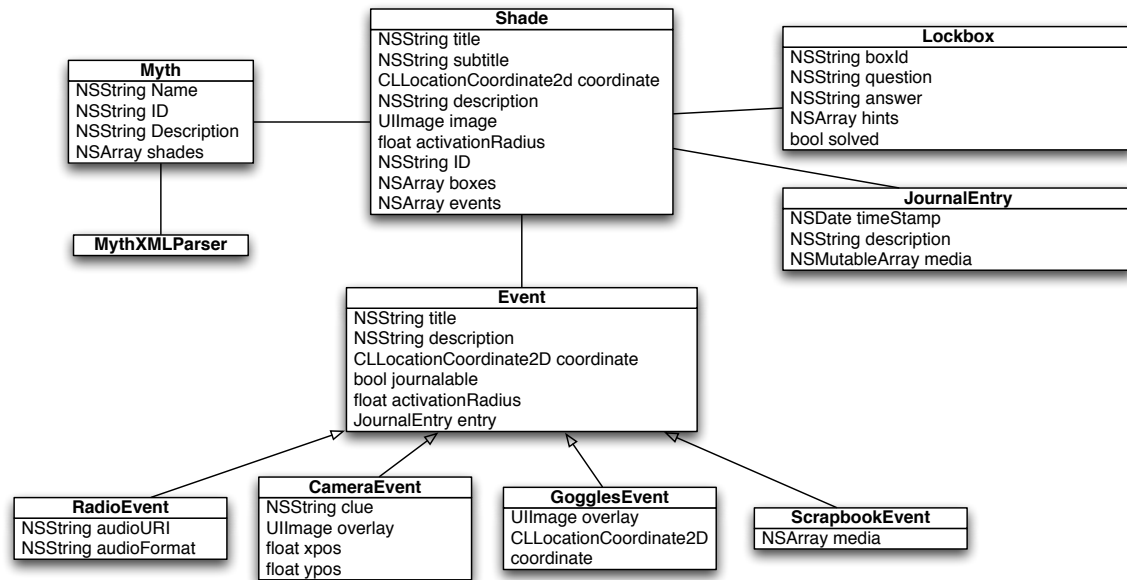 Shade
NSString title
NSString subtitle
CLLocationCoordinate2d coordinate
NSString description
UIImage image
float activationRadius
NSString ID
NSArray boxes
NSArray events
Myth
NSString Name
NSString ID
NSString Description
NSArray shades
MythXMLParser
Lockbox
NSString boxId
NSString question
NSString answer
NSArray hints
bool solved
JournalEntry
NSDate timeStamp
NSString description
NSMutableArray media
Event
NSString title
NSString description
CLLocationCoordinate2D coordinate
bool journalable
float activationRadius
JournalEntry entry
RadioEvent
NSString audioURI
NSString audioFormat
CameraEvent
NSString clue
UIImage overlay
float xpos
float ypos
GogglesEvent
UIImage overlay
CLLocationCoordinate2D
coordinate
ScrapbookEvent
NSArray media